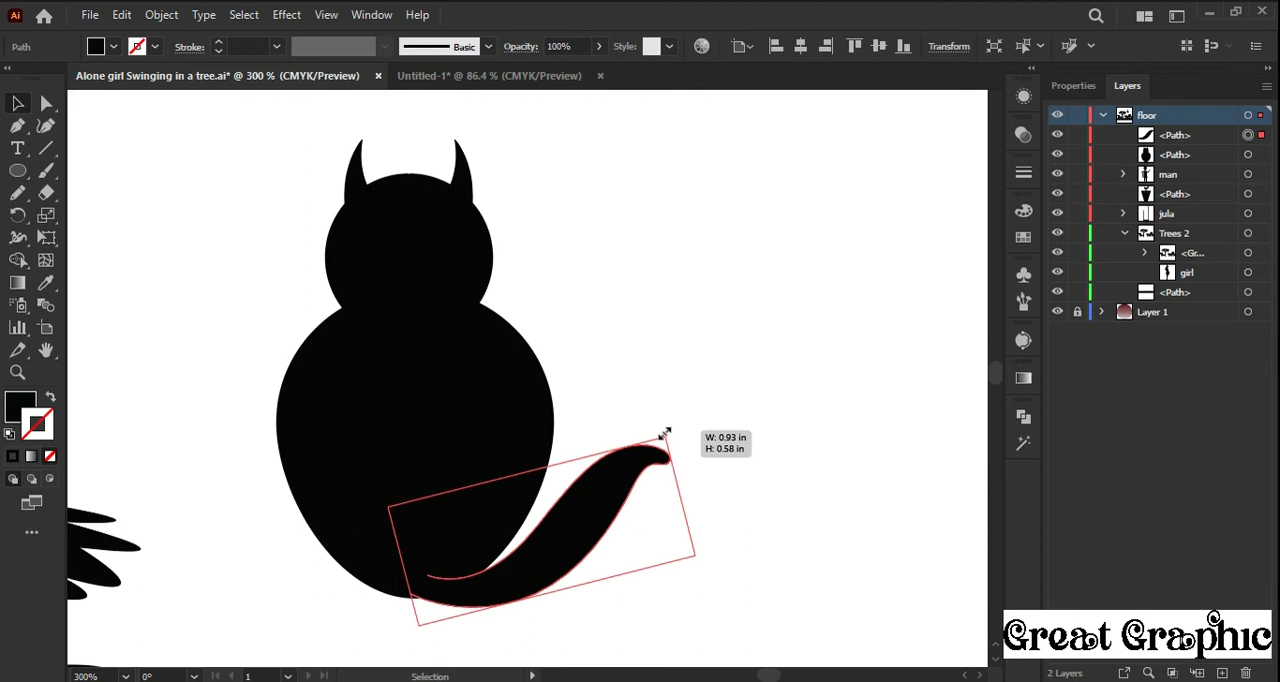 Ai File Edit Object Type Select Effect View Window Help
Path Stroke: Basic Opacity: 100% Style: Transform
Alone girl Swinging in a tree.ai* @ 300 % (CMYK/Preview) × Untitled-1* @ 86.4 % (CMYK/Preview) ×
Properties Layers
floor
<Path>
<Path>
man
<Path>
jula
Trees 2
<Gr...
girl
<Path>
Layer 1
W: 0.93 in
H: 0.58 in
Great Graphic
300% 0° 1 Selection
2 Layers